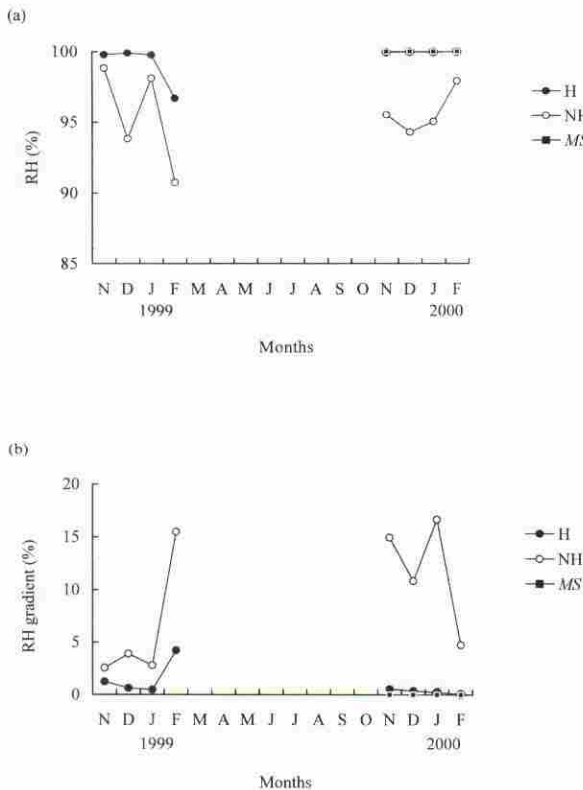 (a)
100
95
90
85
RH (%)
N D J F M A M J J A S O N D J F
1999 2000
Months
H
NH
MS
(b)
20
15
10
5
0
RH gradient (%)
N D J F M A M J J A S O N D J F
1999 2000
Months
H
NH
MS